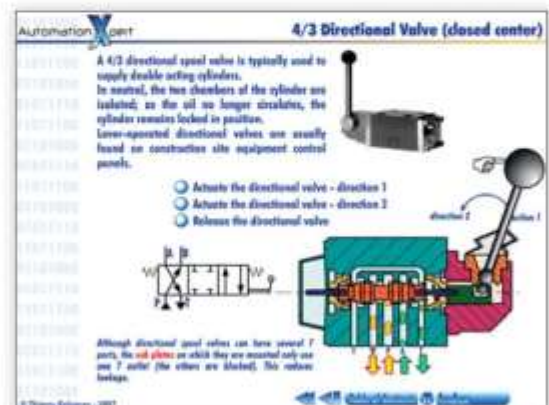 Automation Xpert
4/3 Directional Valve (closed center)
A 4/3 directional spool valve is typically used to
supply double acting cylinders.
In neutral, the two chambers of the cylinder are
isolated; as the oil no longer circulates, the
cylinder remains locked in position.
Lever-operated directional valves are usually
found on construction site equipment control
panels.
Actuate the directional valve - direction 1
Actuate the directional valve - direction 2
Release the directional valve
direction 2
direction 1
Although directional spool valves can have several T
ports, the sub plates on which they are mounted only use
one T outlet (the others are blocked). This reduces
leakage.